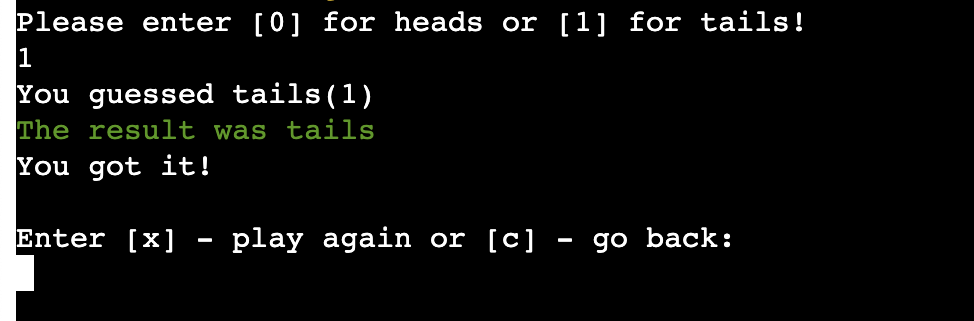 Please enter [0] for heads or [1] for tails!
1
You guessed tails(1)
The result was tails
You got it!
Enter [x] - play again or [c] - go back: